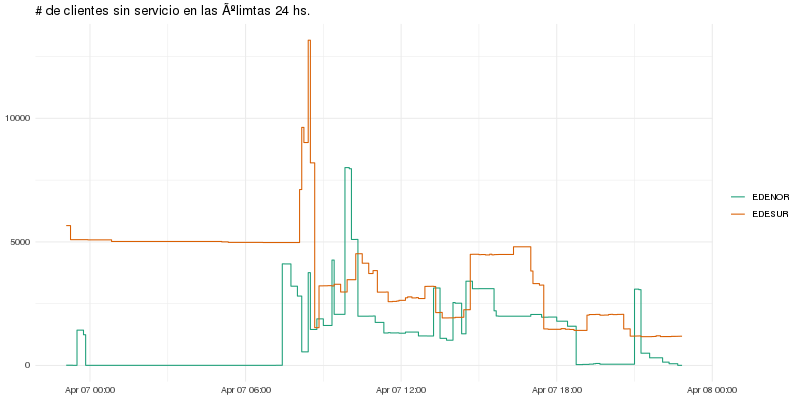 # de clientes sin servicio en las Ãºlimtas 24 hs.
10000
5000
0
Apr 07 00:00
Apr 07 06:00
Apr 07 12:00
Apr 07 18:00
Apr 08 00:00
EDENOR
EDESUR